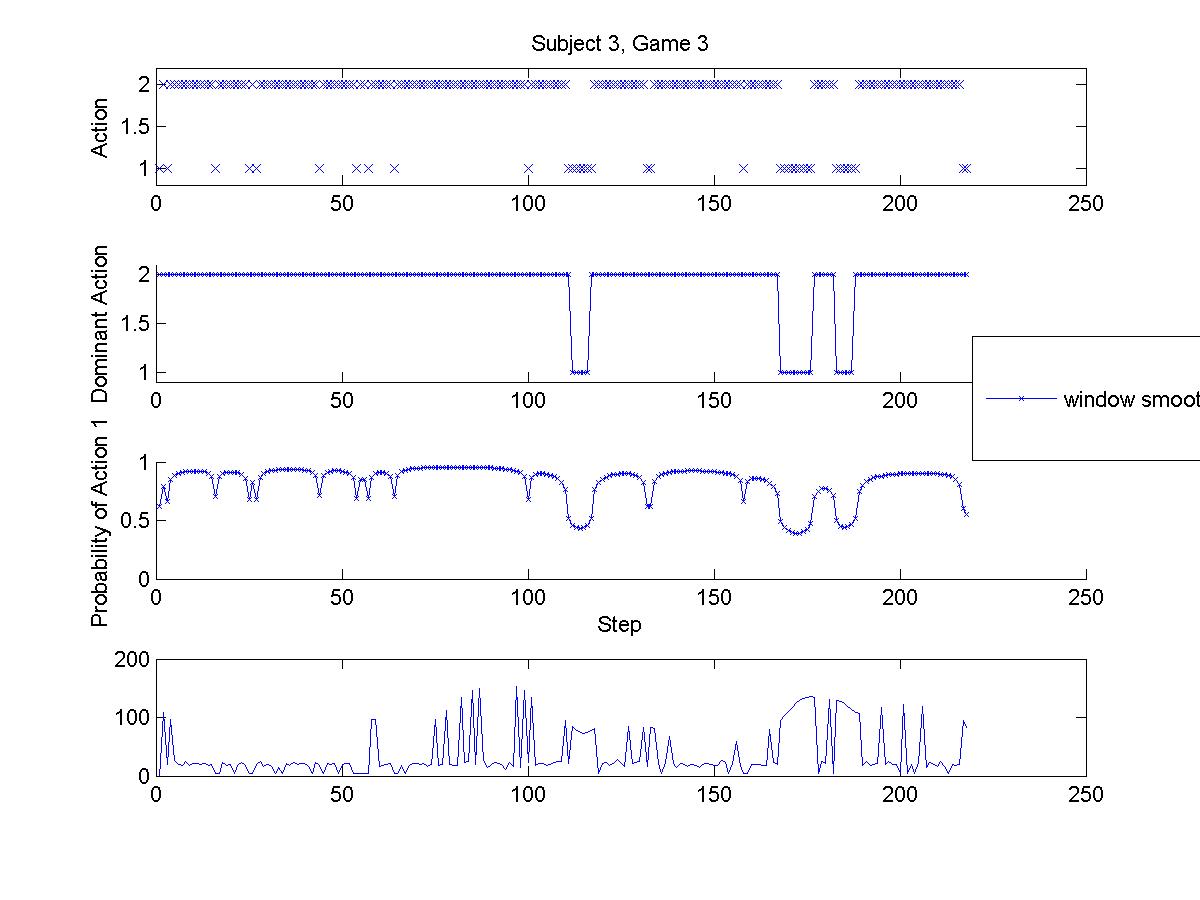 Subject 3, Game 3
Action
2
1.5
1
0 50 100 150 200 250
Dominant Action
2
1.5
1
0 50 100 150 200
window smoot
Probability of Action 1
1
0.5
0
0 50 100 150 200 250
Step
200
100
0
0 50 100 150 200 250